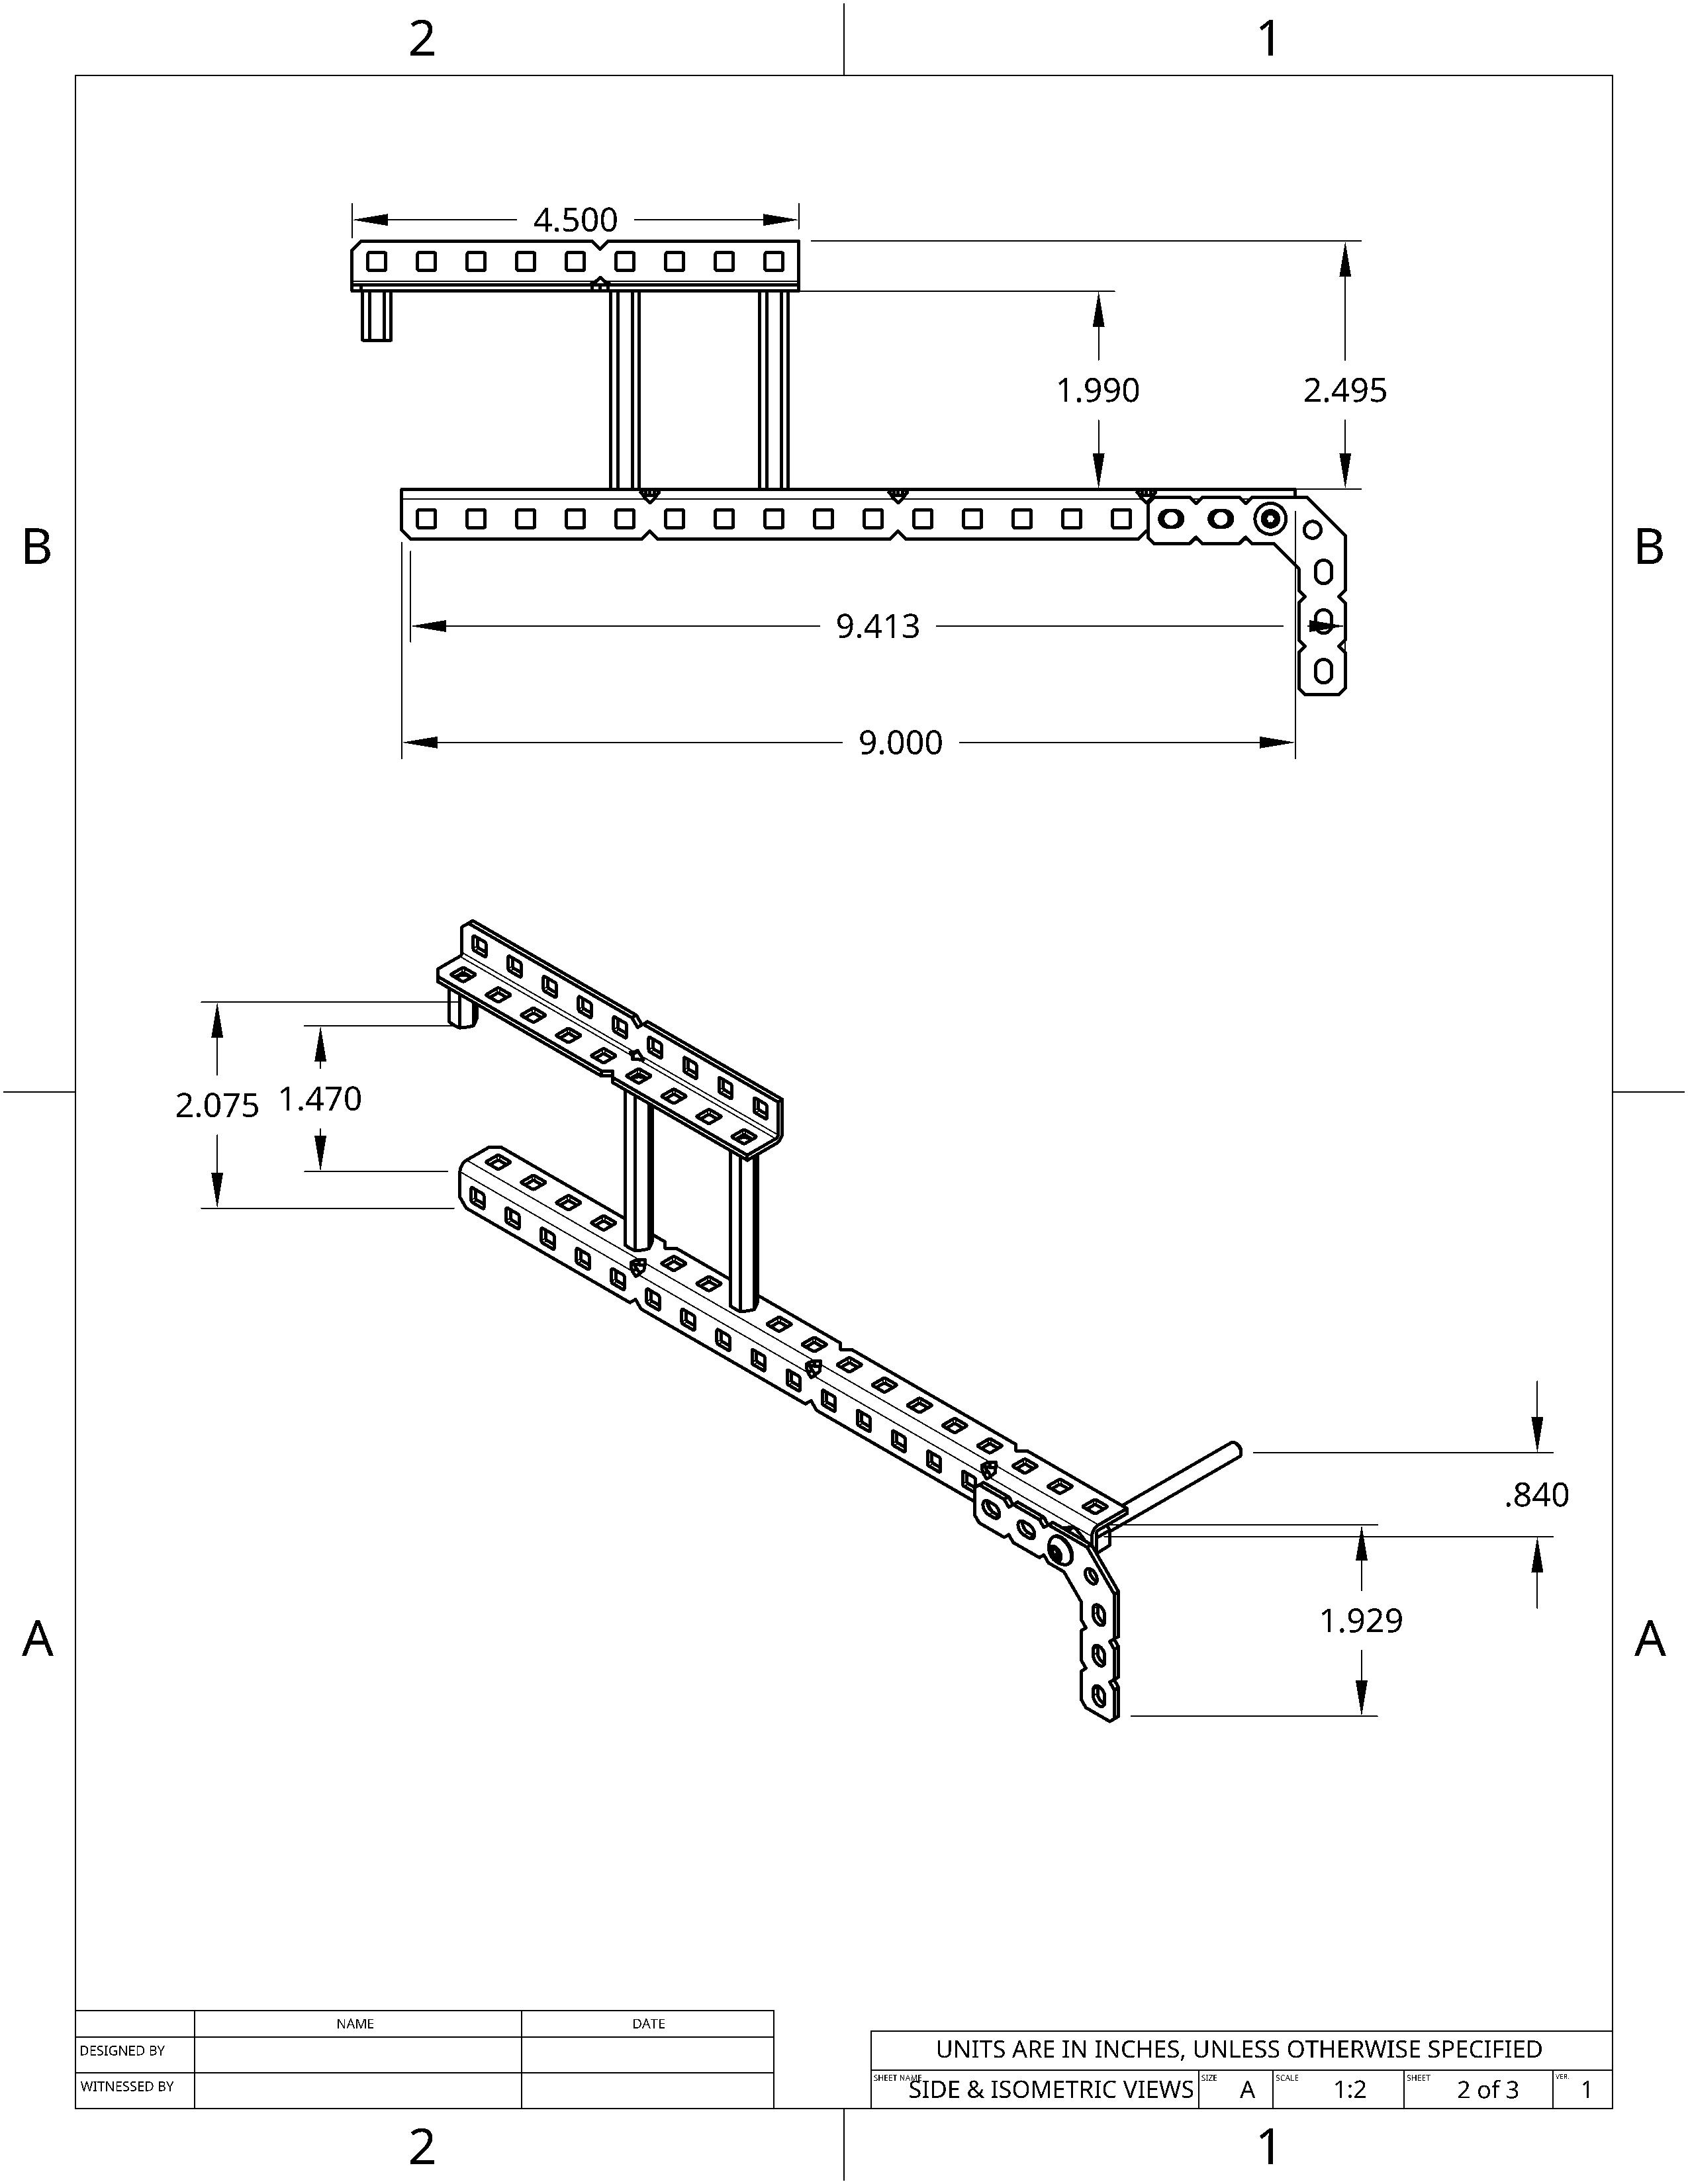 2 1
4.500
1.990 2.495
B B
9.413
9.000
2.075 1.470
.840
1.929
A A
NAME DATE
DESIGNED BY
WITNESSED BY
UNITS ARE IN INCHES, UNLESS OTHERWISE SPECIFIED
SHEET NAME SIDE & ISOMETRIC VIEWS SIZE A SCALE 1:2 SHEET 2 of 3 VER. 1
2 1